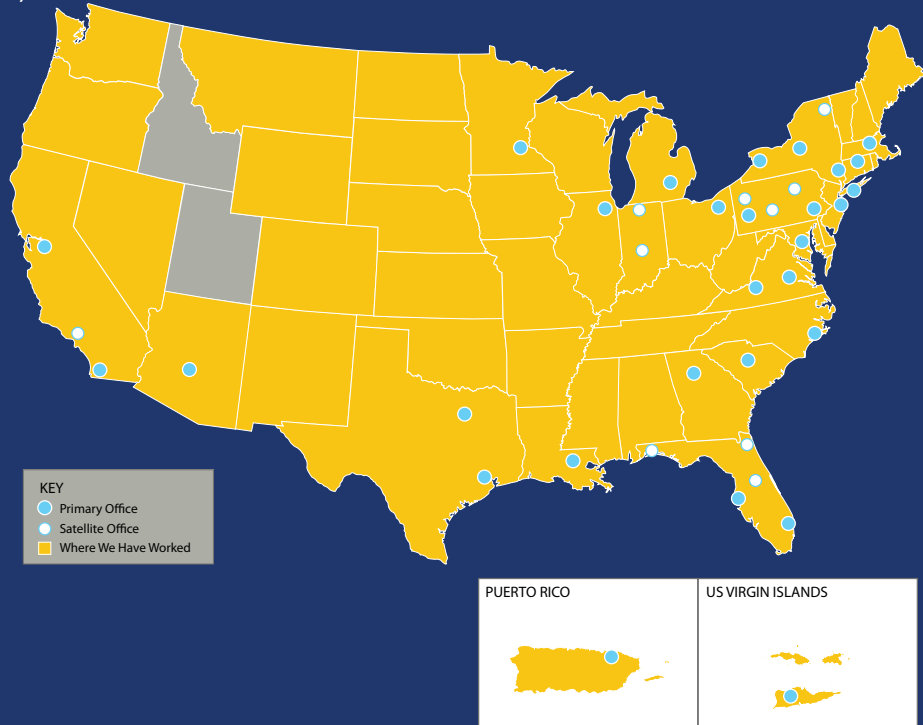 KEY
Primary Office
Satellite Office
Where We Have Worked
PUERTO RICO
US VIRGIN ISLANDS